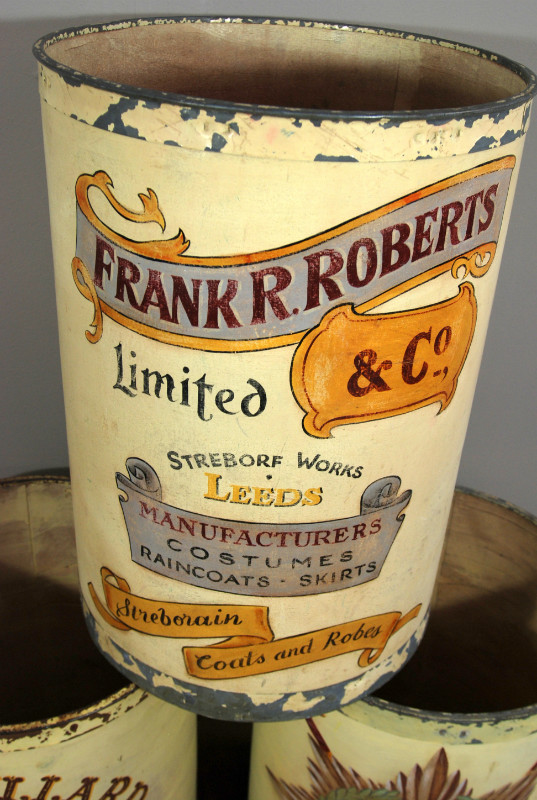 FRANK R. ROBERTS
& Co.,
Limited
STREBORF WORKS
LEEDS
MANUFACTURERS
COSTUMES
RAINCOATS · SKIRTS
Streborain
Coats and Robes